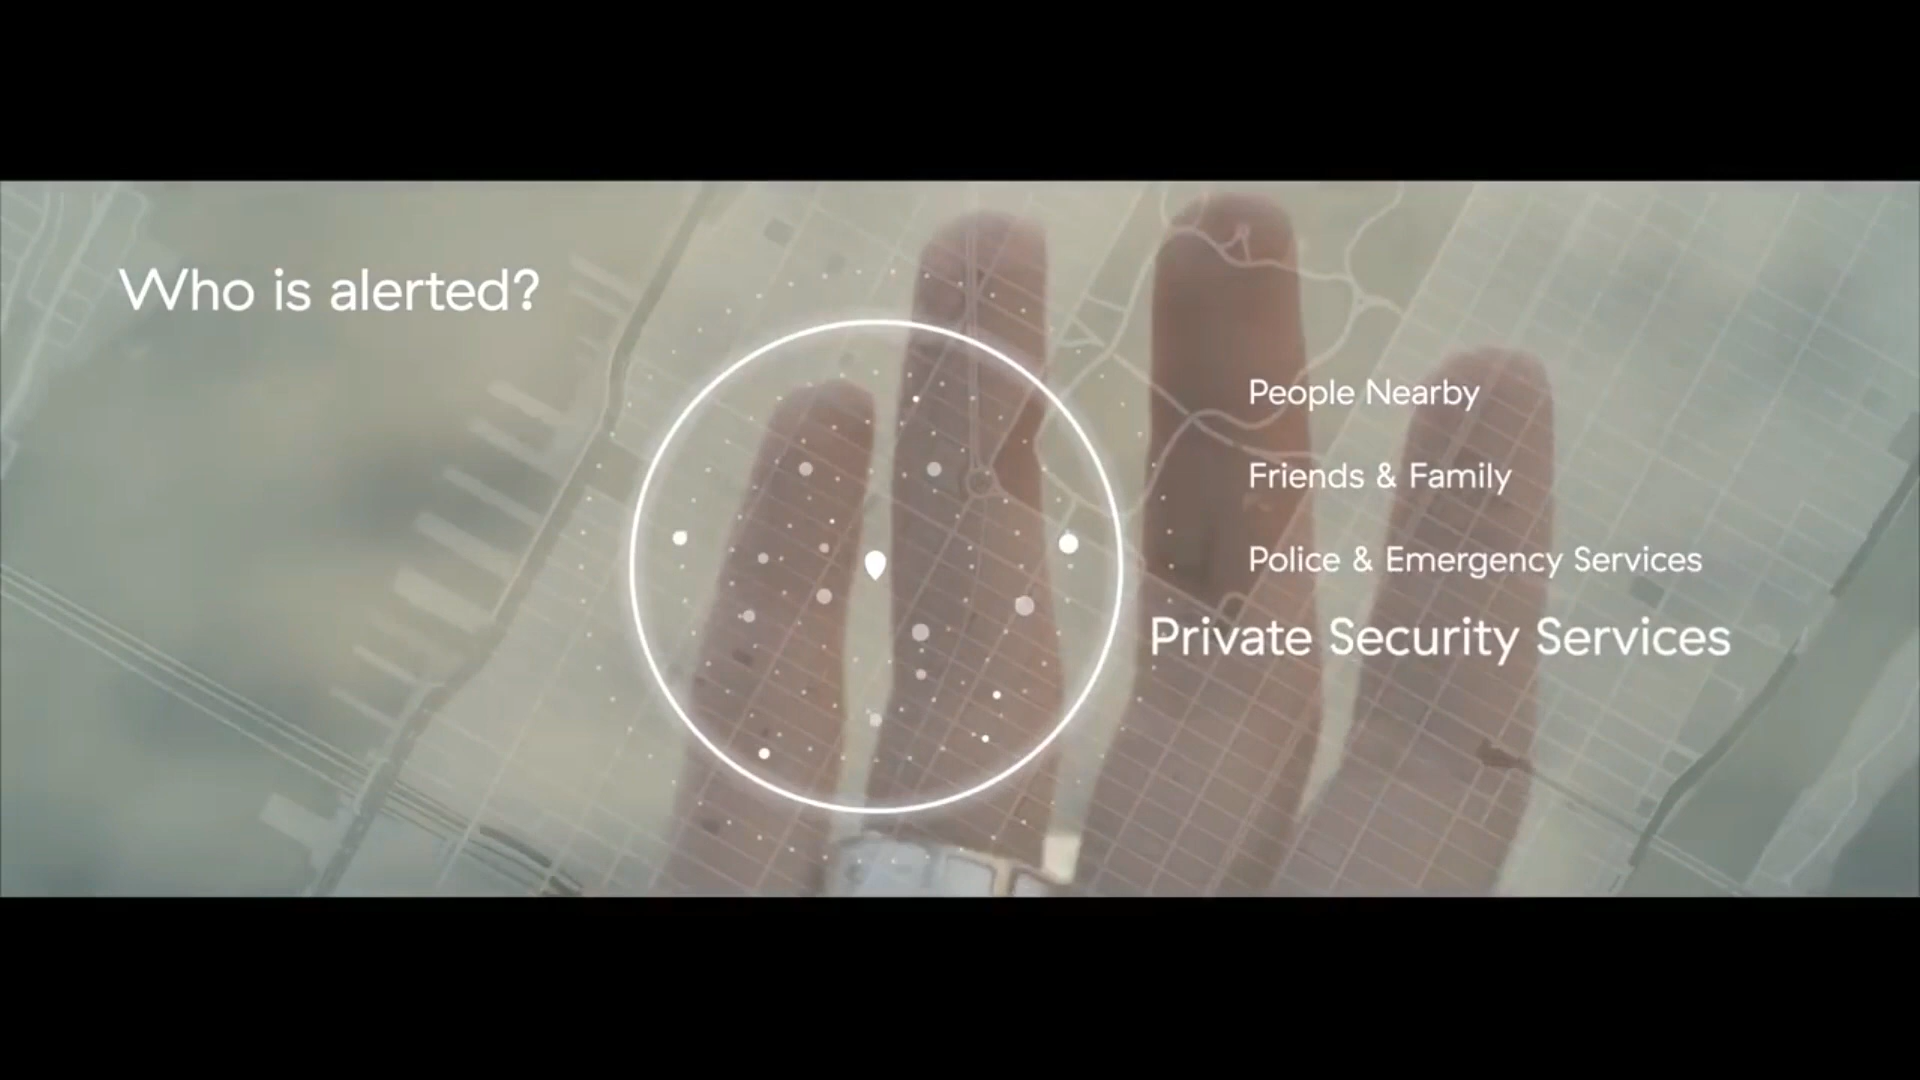 Who is alerted?
People Nearby
Friends & Family
Police & Emergency Services
Private Security Services